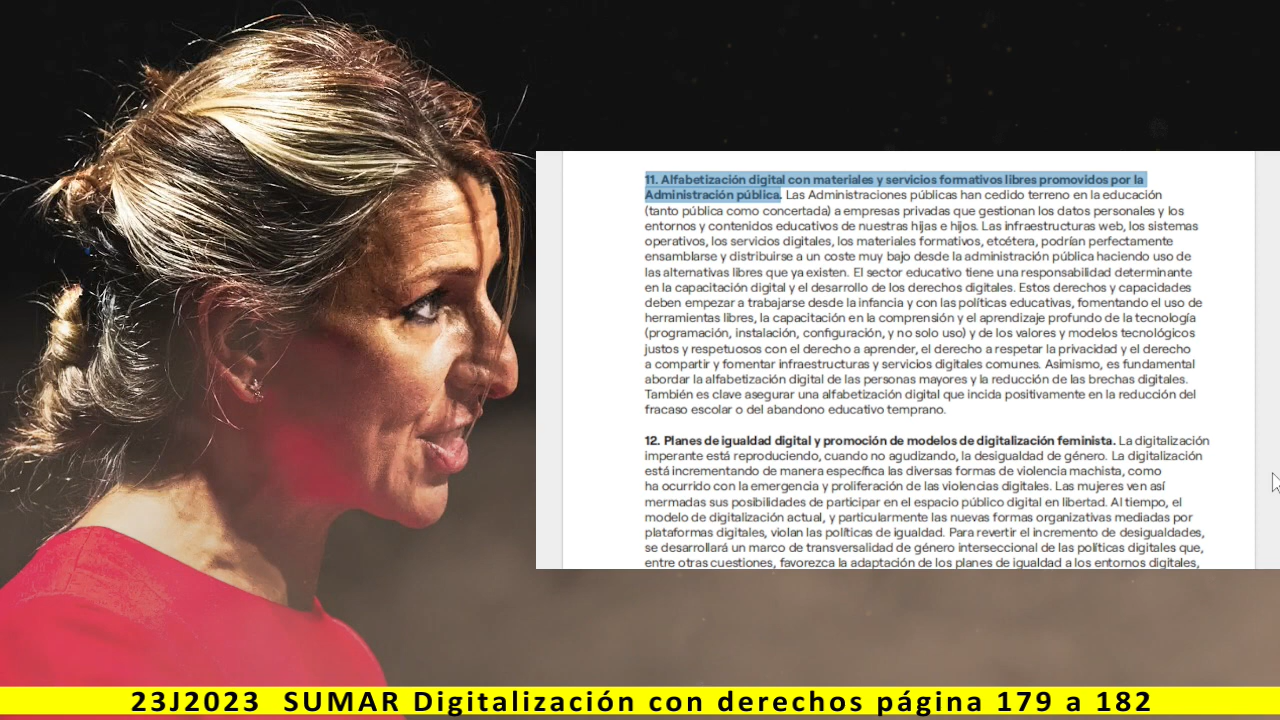 11. Alfabetización digital con materiales y servicios formativos libres promovidos por la
Administración pública. Las Administraciones públicas han cedido terreno en la educación
(tanto pública como concertada) a empresas privadas que gestionan los datos personales y los
entornos y contenidos educativos de nuestras hijas e hijos. Las infraestructuras web, los sistemas
operativos, los servicios digitales, los materiales formativos, etcétera, podrían perfectamente
ensamblarse y distribuirse a un coste muy bajo desde la administración pública haciendo uso de
las alternativas libres que ya existen. El sector educativo tiene una responsabilidad determinante
en la capacitación digital y el desarrollo de los derechos digitales. Estos derechos y capacidades
deben empezar a trabajarse desde la infancia y con las políticas educativas, fomentando el uso de
herramientas libres, la capacitación en la comprensión y el aprendizaje profundo de la tecnología
(programación, instalación, configuración, y no solo uso) y de los valores y modelos tecnológicos
justos y respetuosos con el derecho a aprender, el derecho a respetar la privacidad y el derecho
a compartir y fomentar infraestructuras y servicios digitales comunes. Asimismo, es fundamental
abordar la alfabetización digital de las personas mayores y la reducción de las brechas digitales.
También es clave asegurar una alfabetización digital que incida positivamente en la reducción del
fracaso escolar o del abandono educativo temprano.
12. Planes de igualdad digital y promoción de modelos de digitalización feminista. La digitalización
imperante está reproduciendo, cuando no agudizando, la desigualdad de género. La digitalización
está incrementando de manera específica las diversas formas de violencia machista, como
ha ocurrido con la emergencia y proliferación de las violencias digitales. Las mujeres ven así
mermadas sus posibilidades de participar en el espacio público digital en libertad. Al tiempo, el
modelo de digitalización actual, y particularmente las nuevas formas organizativas mediadas por
plataformas digitales, violan las políticas de igualdad. Para revertir el incremento de desigualdades,
se desarrollará un marco de transversalidad de género interseccional de las políticas digitales que,
entre otras cuestiones, favorezca la adaptación de los planes de igualdad a los entornos digitales,
23J2023 SUMAR Digitalización con derechos página 179 a 182